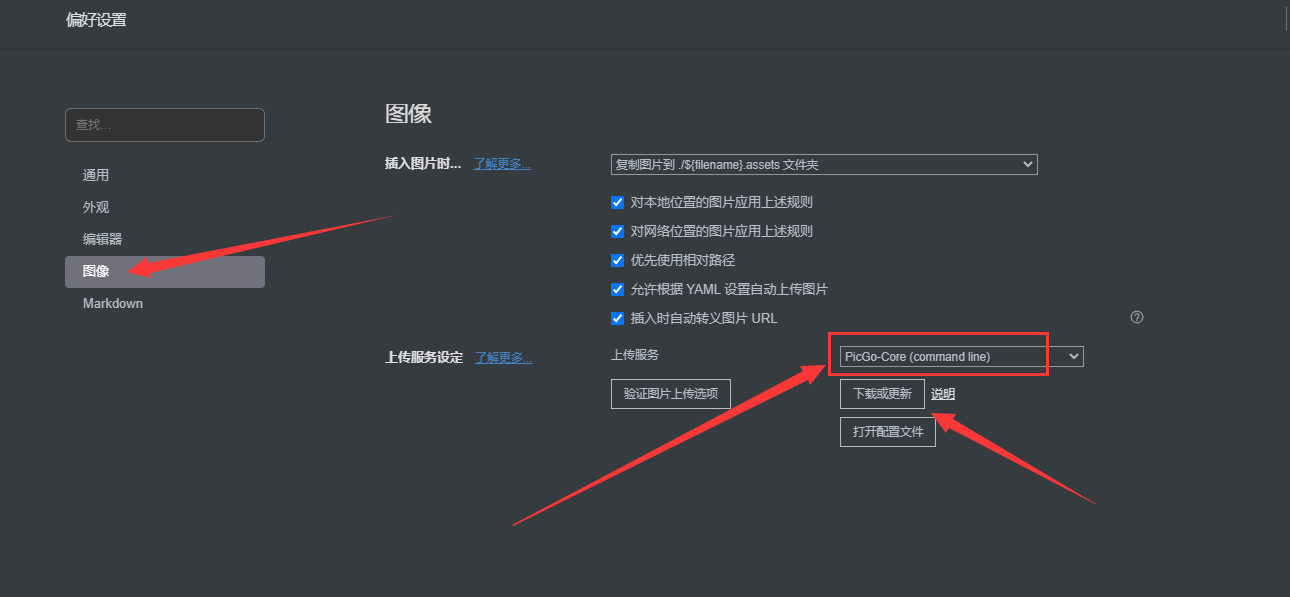 偏好设置
查找...
通用
外观
编辑器
图像
Markdown
图像
插入图片时... 了解更多...
复制图片到 ./${filename}.assets 文件夹
对本地位置的图片应用上述规则
对网络位置的图片应用上述规则
优先使用相对路径
允许根据 YAML 设置自动上传图片
插入时自动转义图片 URL
上传服务设定 了解更多...
上传服务
PicGo-Core (command line)
验证图片上传选项
下载或更新 说明
打开配置文件